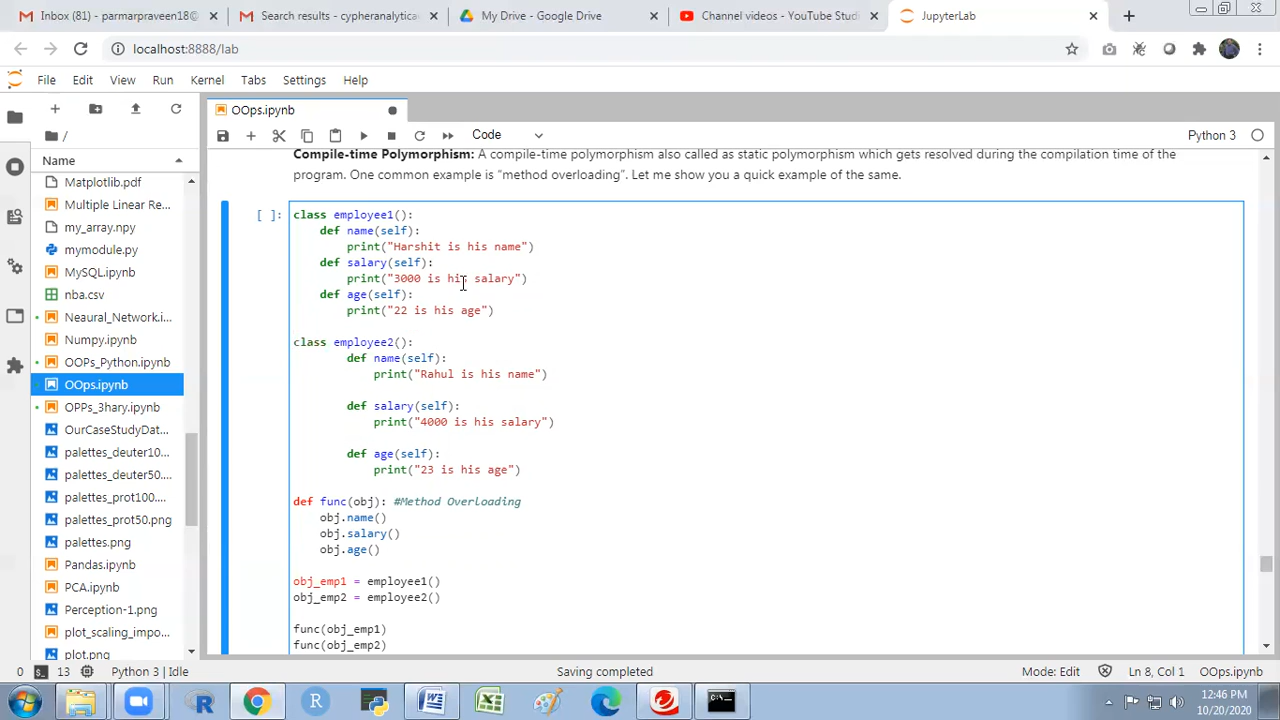 Inbox (81) - parmarpraveen18@
Search results - cypheranalytica
My Drive - Google Drive
Channel videos - YouTube Studi
JupyterLab
localhost:8888/lab
File Edit View Run Kernel Tabs Settings Help
OOps.ipynb
Code
Python 3
/
Name
Matplotlib.pdf
Multiple Linear Re...
my_array.npy
mymodule.py
MySQL.ipynb
nba.csv
Neaural_Network.i...
Numpy.ipynb
OOPs_Python.ipynb
OOps.ipynb
OPPs_3hary.ipynb
OurCaseStudyDat...
palettes_deuter10...
palettes_deuter50...
palettes_prot100....
palettes_prot50.png
palettes.png
Pandas.ipynb
PCA.ipynb
Perception-1.png
plot_scaling_impo...
plot.png
Compile-time Polymorphism: A compile-time polymorphism also called as static polymorphism which gets resolved during the compilation time of the
program. One common example is “method overloading”. Let me show you a quick example of the same.
[ ]:
class employee1():
def name(self):
print("Harshit is his name")
def salary(self):
print("3000 is his salary")
def age(self):
print("22 is his age")
class employee2():
def name(self):
print("Rahul is his name")
def salary(self):
print("4000 is his salary")
def age(self):
print("23 is his age")
def func(obj): #Method Overloading
obj.name()
obj.salary()
obj.age()
obj_emp1 = employee1()
obj_emp2 = employee2()
func(obj_emp1)
func(obj_emp2)
0 13 Python 3 | Idle Saving completed Mode: Edit Ln 8, Col 1 OOps.ipynb
12:46 PM
10/20/2020